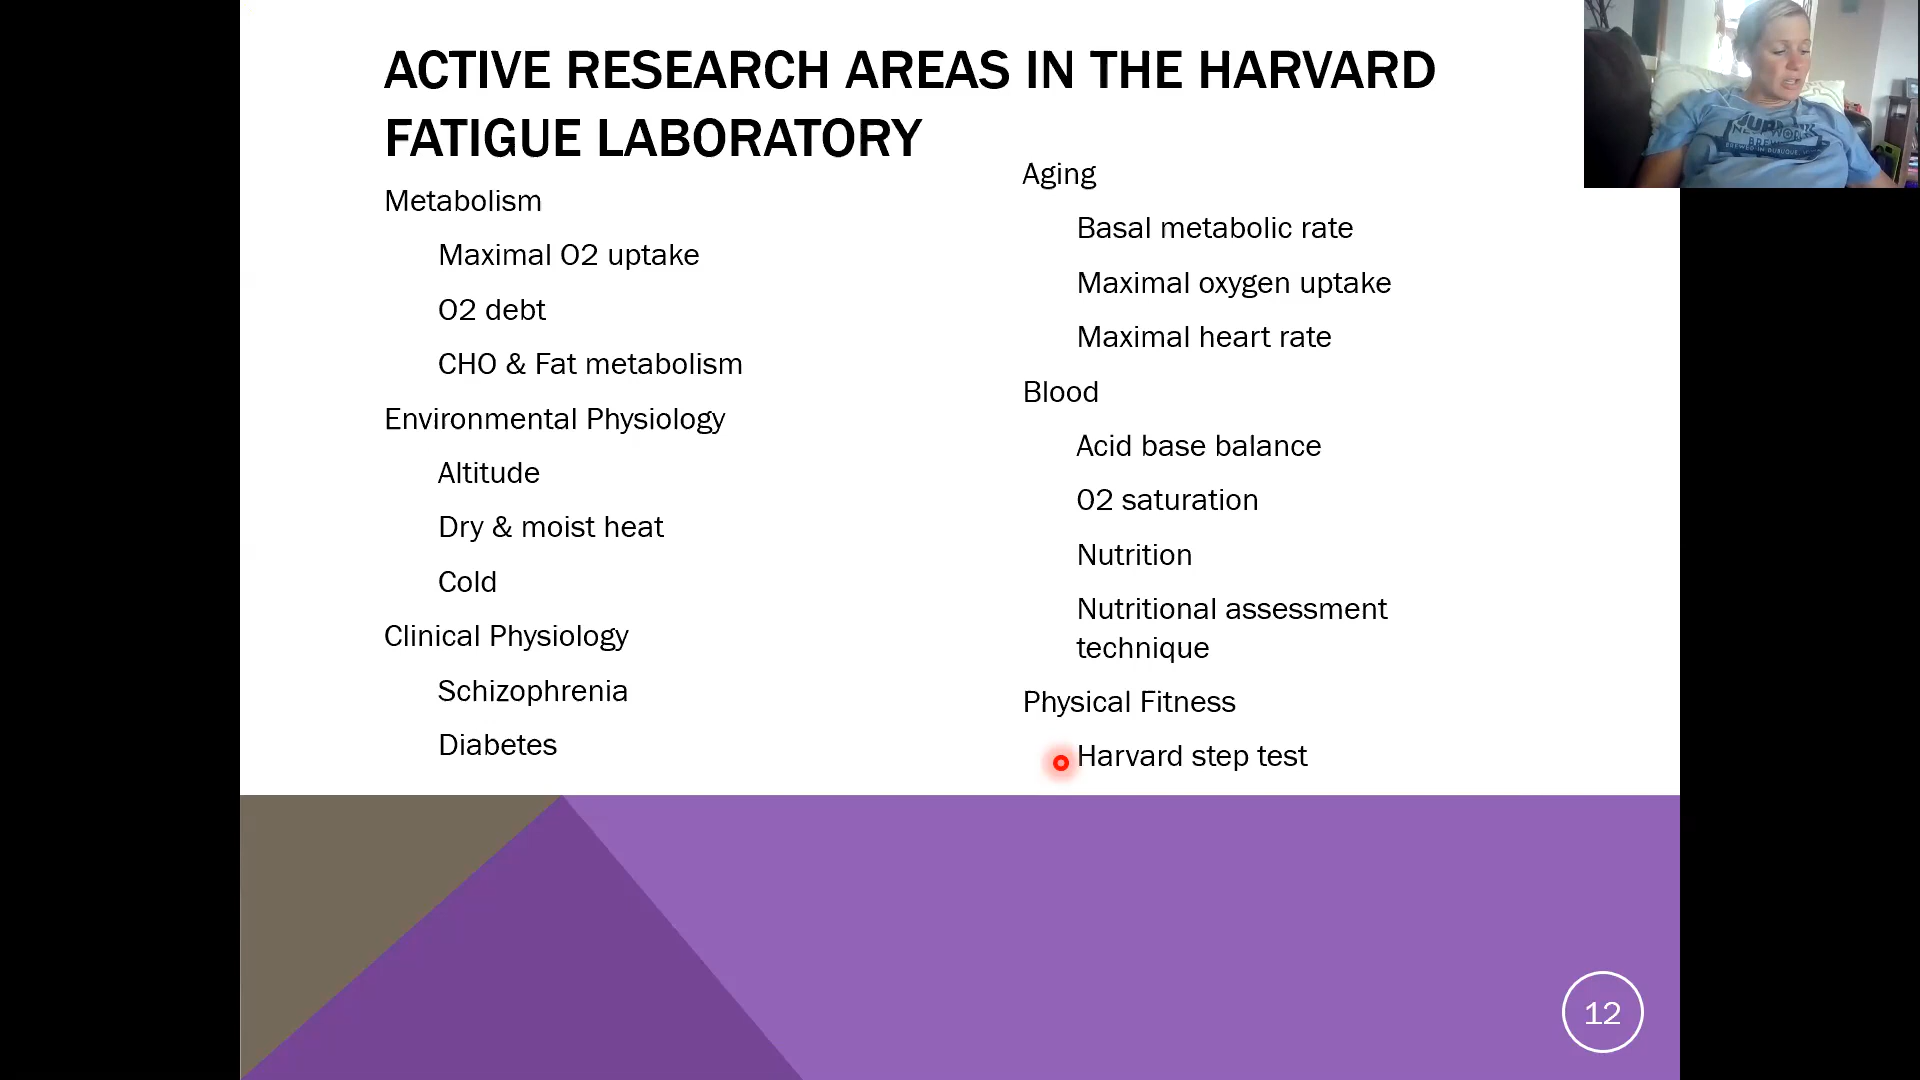 ACTIVE RESEARCH AREAS IN THE HARVARD
FATIGUE LABORATORY
Metabolism
Maximal O2 uptake
O2 debt
CHO & Fat metabolism
Environmental Physiology
Altitude
Dry & moist heat
Cold
Clinical Physiology
Schizophrenia
Diabetes
Aging
Basal metabolic rate
Maximal oxygen uptake
Maximal heart rate
Blood
Acid base balance
O2 saturation
Nutrition
Nutritional assessment
technique
Physical Fitness
Harvard step test
12